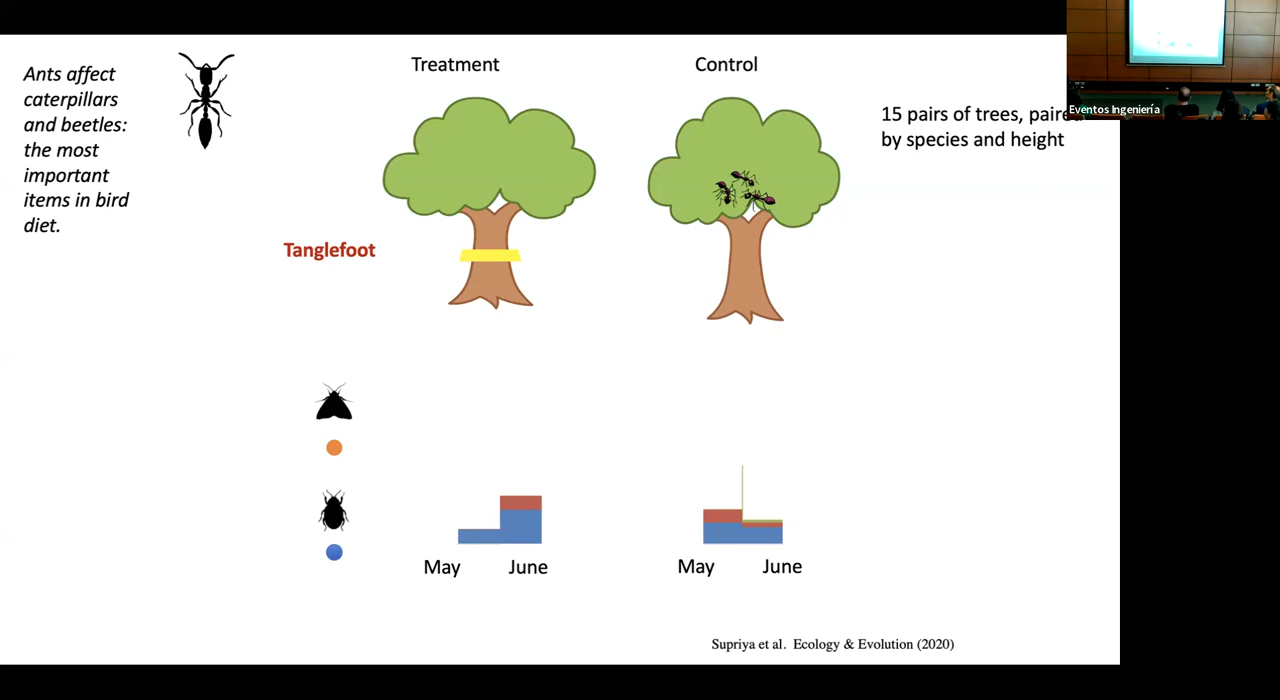 Ants affect
caterpillars
and beetles:
the most
important
items in bird
diet.
Treatment
Control
15 pairs of trees,
by species and height
Eventos Ingeniería
Tanglefoot
May
June
May
June
Supriya et al. Ecology & Evolution (2020)